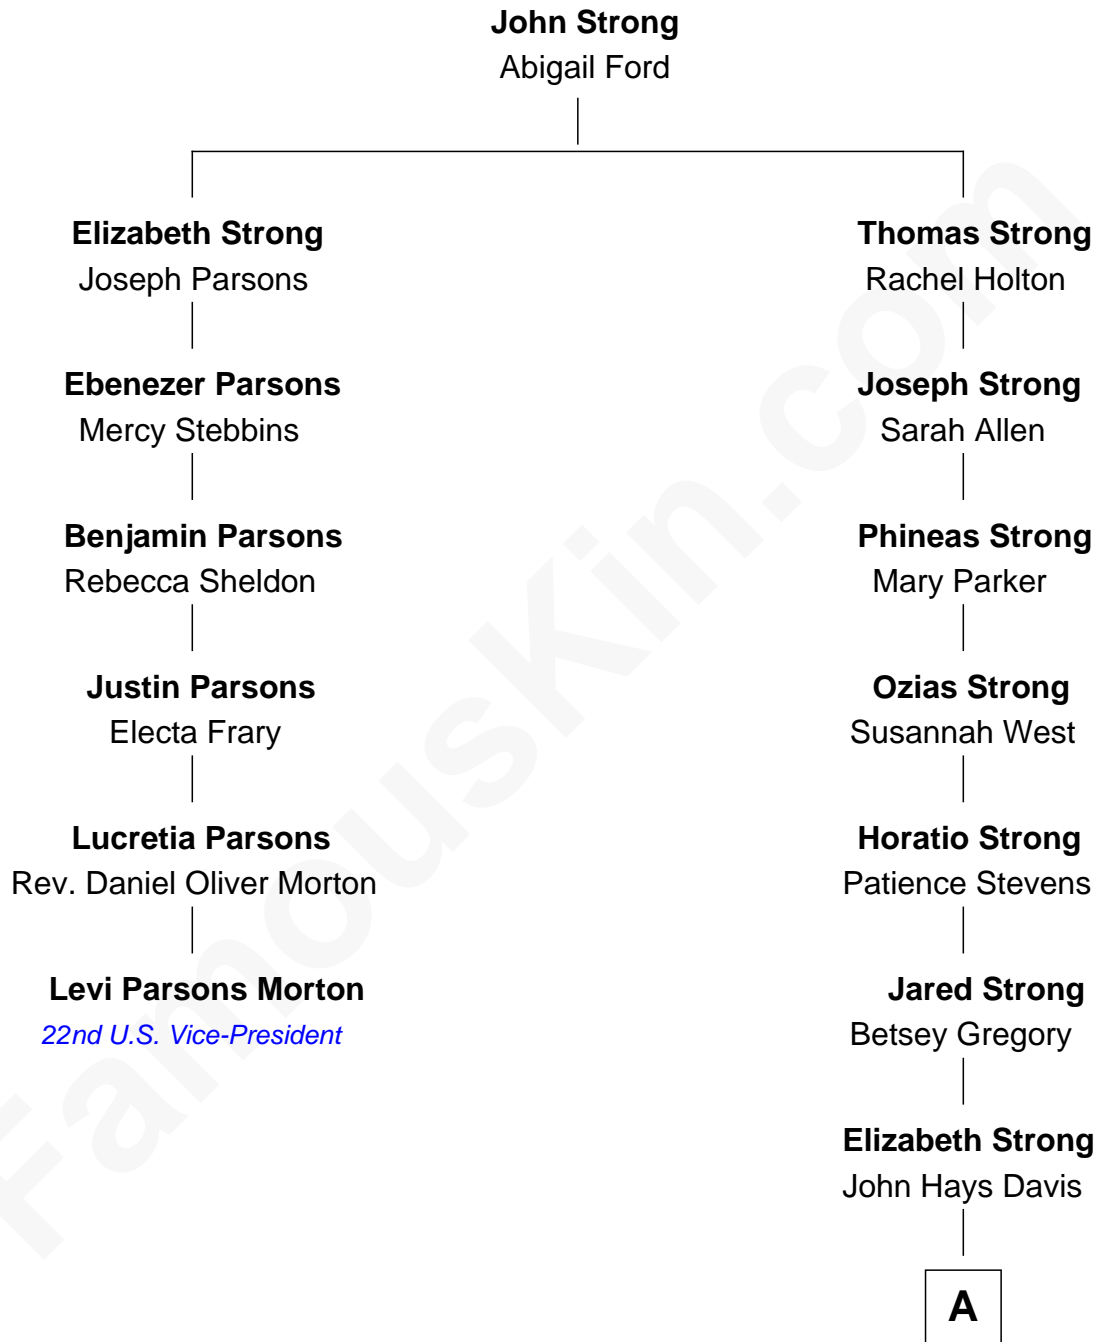 John Strong
Abigail Ford
Elizabeth Strong
Joseph Parsons
Thomas Strong
Rachel Holton
Ebenezer Parsons
Mercy Stebbins
Joseph Strong
Sarah Allen
Benjamin Parsons
Rebecca Sheldon
Phineas Strong
Mary Parker
Justin Parsons
Electa Frary
Ozias Strong
Susannah West
Lucretia Parsons
Rev. Daniel Oliver Morton
Horatio Strong
Patience Stevens
Levi Parsons Morton
22nd U.S. Vice-President
Jared Strong
Betsey Gregory
Elizabeth Strong
John Hays Davis
A
FamousKin.com